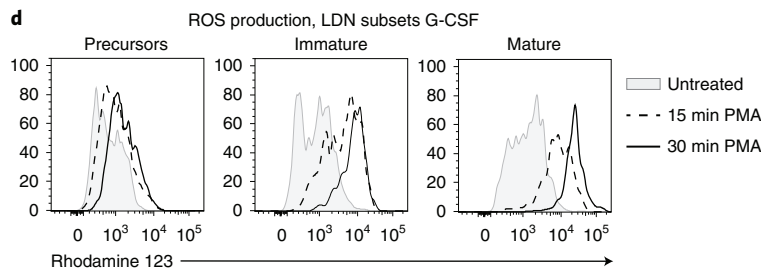 d
ROS production, LDN subsets G-CSF
Precursors Immature Mature
100 100 100
80 80 80
60 60 60
40 40 40
20 20 20
0 0 0
0 10³ 10⁴ 10⁵ 0 10³ 10⁴ 10⁵ 0 10³ 10⁴ 10⁵
Rhodamine 123
Untreated
15 min PMA
30 min PMA